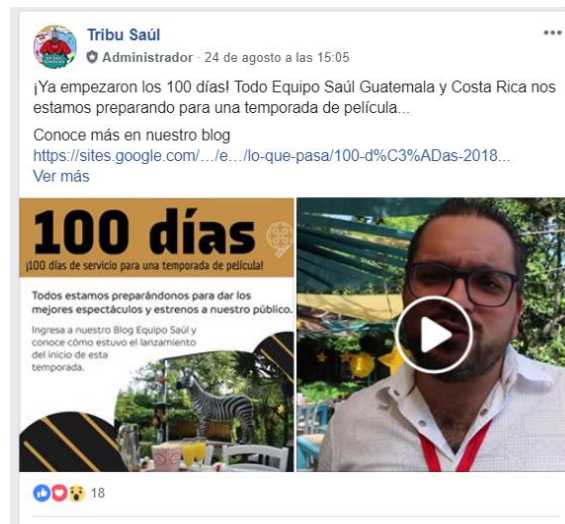 Tribu Saúl
Administrador · 24 de agosto a las 15:05
¡Ya empezaron los 100 días! Todo Equipo Saúl Guatemala y Costa Rica nos
estamos preparando para una temporada de película...
Conoce más en nuestro blog
https://sites.google.com/…/e…/lo-que-pasa/100-d%C3%ADas-2018...
Ver más
100 días
¡100 días de servicio para una temporada de película!
Todos estamos preparándonos para dar los
mejores espectáculos y estrenos a nuestro público.
Ingresa a nuestro Blog Equipo Saúl y
conoce cómo estuvo el lanzamiento
del inicio de esta
temporada.
18